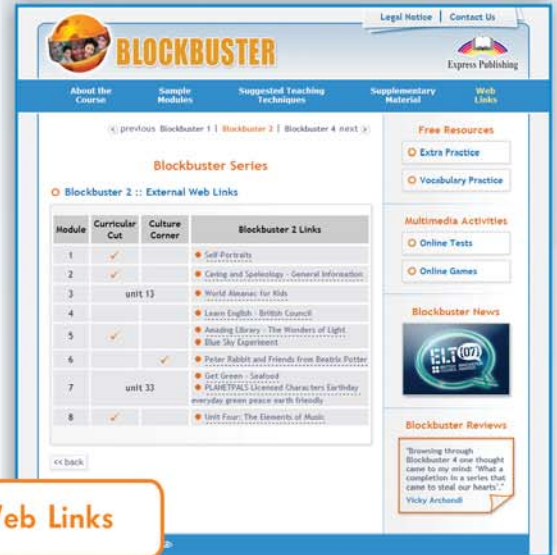 Legal Notice | Contact Us
BLOCKBUSTER
Express Publishing
About the Course
Sample Modules
Suggested Teaching Techniques
Supplementary Material
Web Links
previous Blockbuster 1 | Blockbuster 2 | Blockbuster 4 next
Blockbuster Series
Blockbuster 2 :: External Web Links
Module Curricular Cut Culture Corner Blockbuster 2 Links
1 ✓ Self-Portraits
2 ✓ Caving and Speleology - General Information
3 unit 13 World Almanac for Kids
4 Learn English - British Council
5 ✓ Amazing Library - The Wonders of Light
Blue Sky Experiment
6 ✓ Peter Rabbit and Friends from Beatrix Potter
7 unit 33 Get Green - Seafood
PLANETPALS Licensed Characters Earthday
everyday green peace earth friendly
8 ✓ Unit Four: The Elements of Music
<< back
Free Resources
Extra Practice
Vocabulary Practice
Multimedia Activities
Online Tests
Online Games
Blockbuster News
ELT 07
Blockbuster Reviews
"Browsing through
Blockbuster 4 one thought
came to my mind: 'What a
completion in a series that
came to steal our hearts'."
Vicky Archondi
Web Links